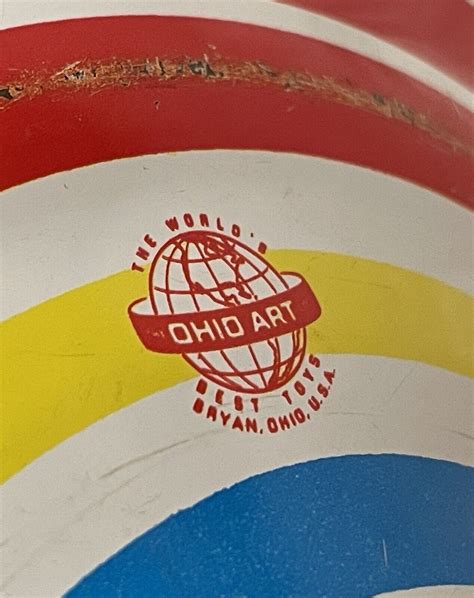 THE WORLD'S
OHIO ART
BEST TOYS
BRYAN, OHIO, U.S.A.